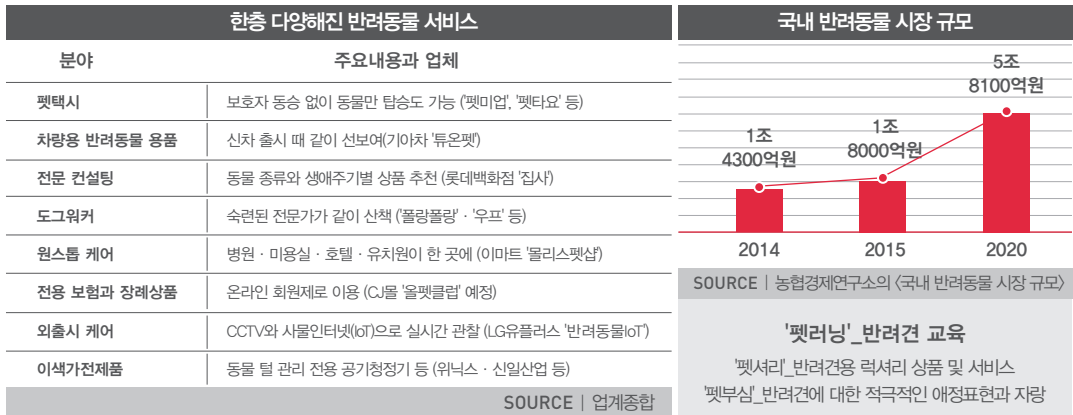 한층 다양해진 반려동물 서비스
분야 주요내용과 업체
펫택시 보호자 동승 없이 동물만 탑승도 가능 ('펫미업', '펫타요' 등)
차량용 반려동물 용품 신차 출시 때 같이 선보여(기아차 '튜온펫')
전문 컨설팅 동물 종류와 생애주기별 상품 추천 (롯데백화점 '집사')
도그워커 숙련된 전문가가 같이 산책 ('폴랑폴랑' · '우프' 등)
원스톱 케어 병원 · 미용실 · 호텔 · 유치원이 한 곳에 (이마트 '몰리스펫샵')
전용 보험과 장례상품 온라인 회원제로 이용 (CJ몰 '올펫클럽' 예정)
외출시 케어 CCTV와 사물인터넷(IoT)으로 실시간 관찰 (LG유플러스 '반려동물IoT')
이색가전제품 동물 털 관리 전용 공기청정기 등 (위닉스 · 신일산업 등)
SOURCE | 업계종합
국내 반려동물 시장 규모
1조
4300억원
1조
8000억원
5조
8100억원
2014 2015 2020
SOURCE | 농협경제연구소의 〈국내 반려동물 시장 규모〉
'펫러닝'_반려견 교육
'펫셔리'_반려견용 럭셔리 상품 및 서비스
'펫부심'_반려견에 대한 적극적인 애정표현과 자랑